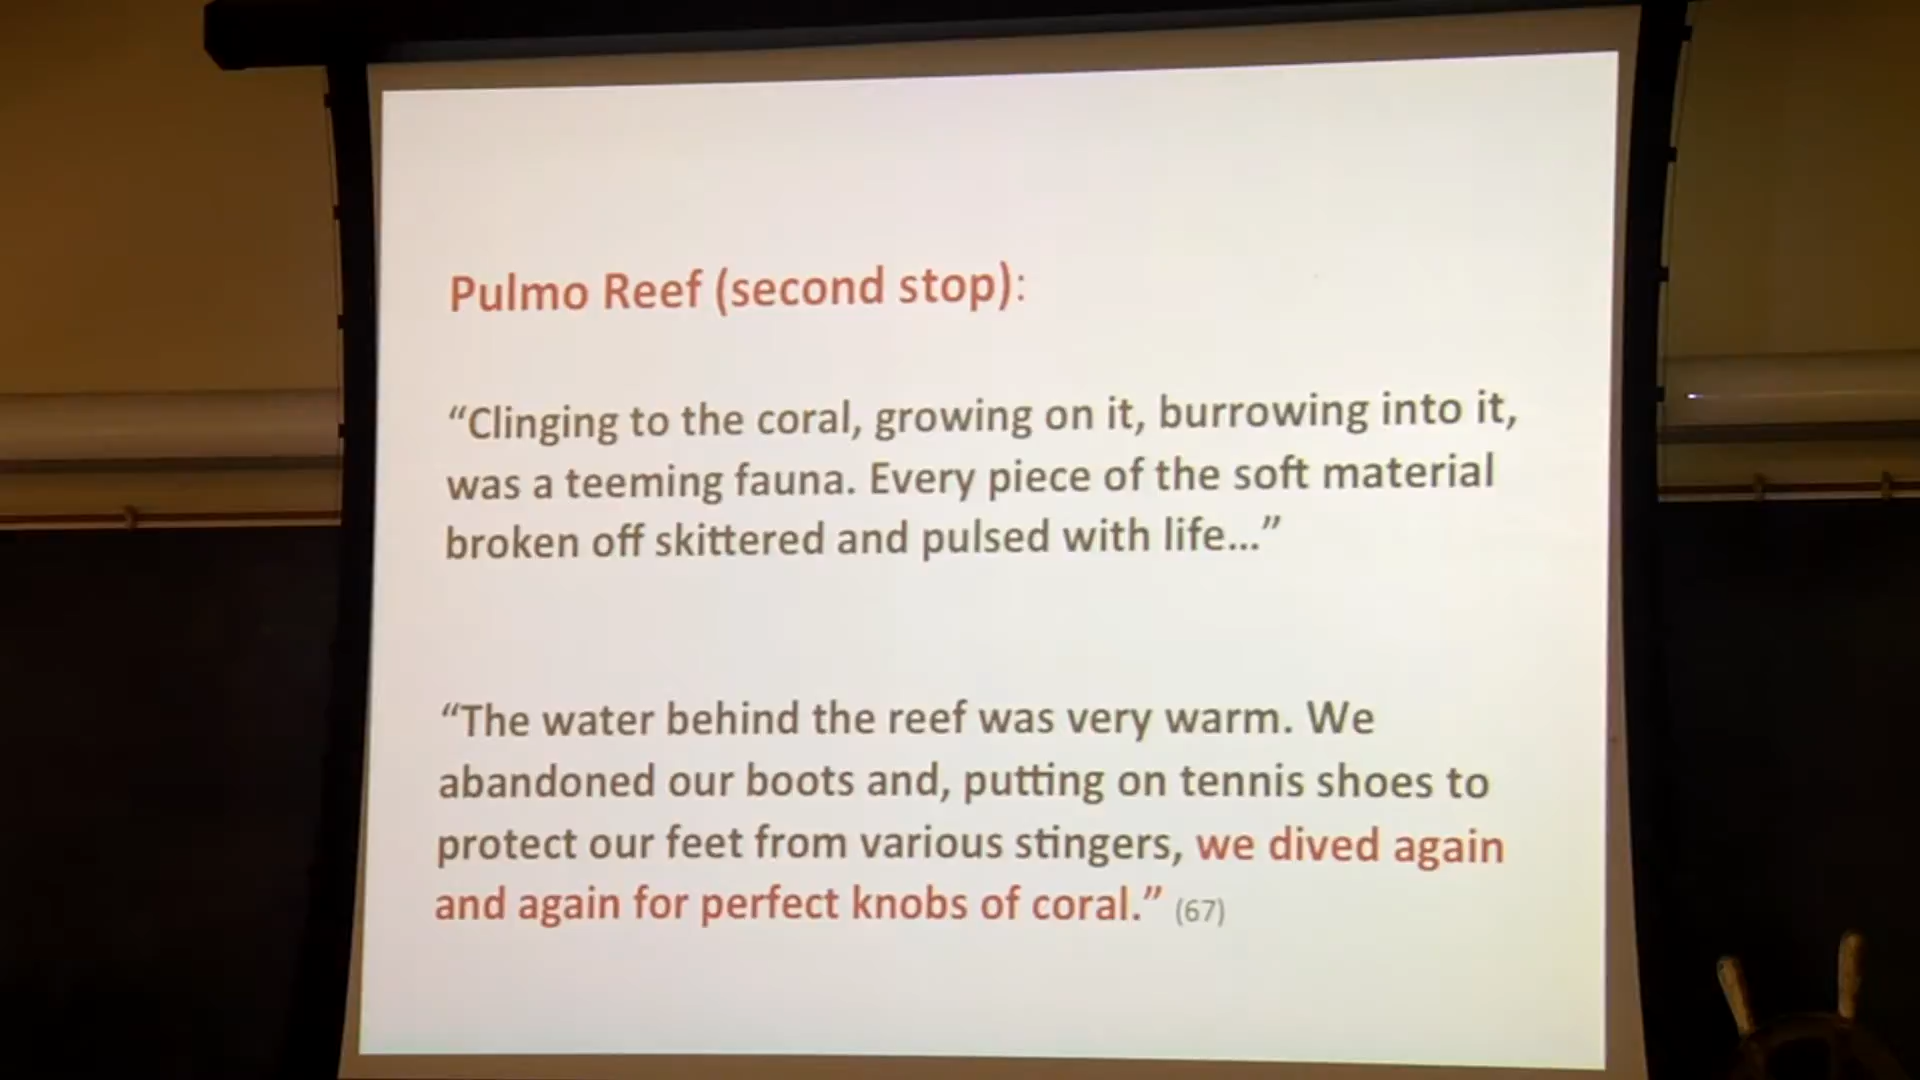 Pulmo Reef (second stop):
“Clinging to the coral, growing on it, burrowing into it,
was a teeming fauna. Every piece of the soft material
broken off skittered and pulsed with life...”
“The water behind the reef was very warm. We
abandoned our boots and, putting on tennis shoes to
protect our feet from various stingers, we dived again
and again for perfect knobs of coral.” (67)